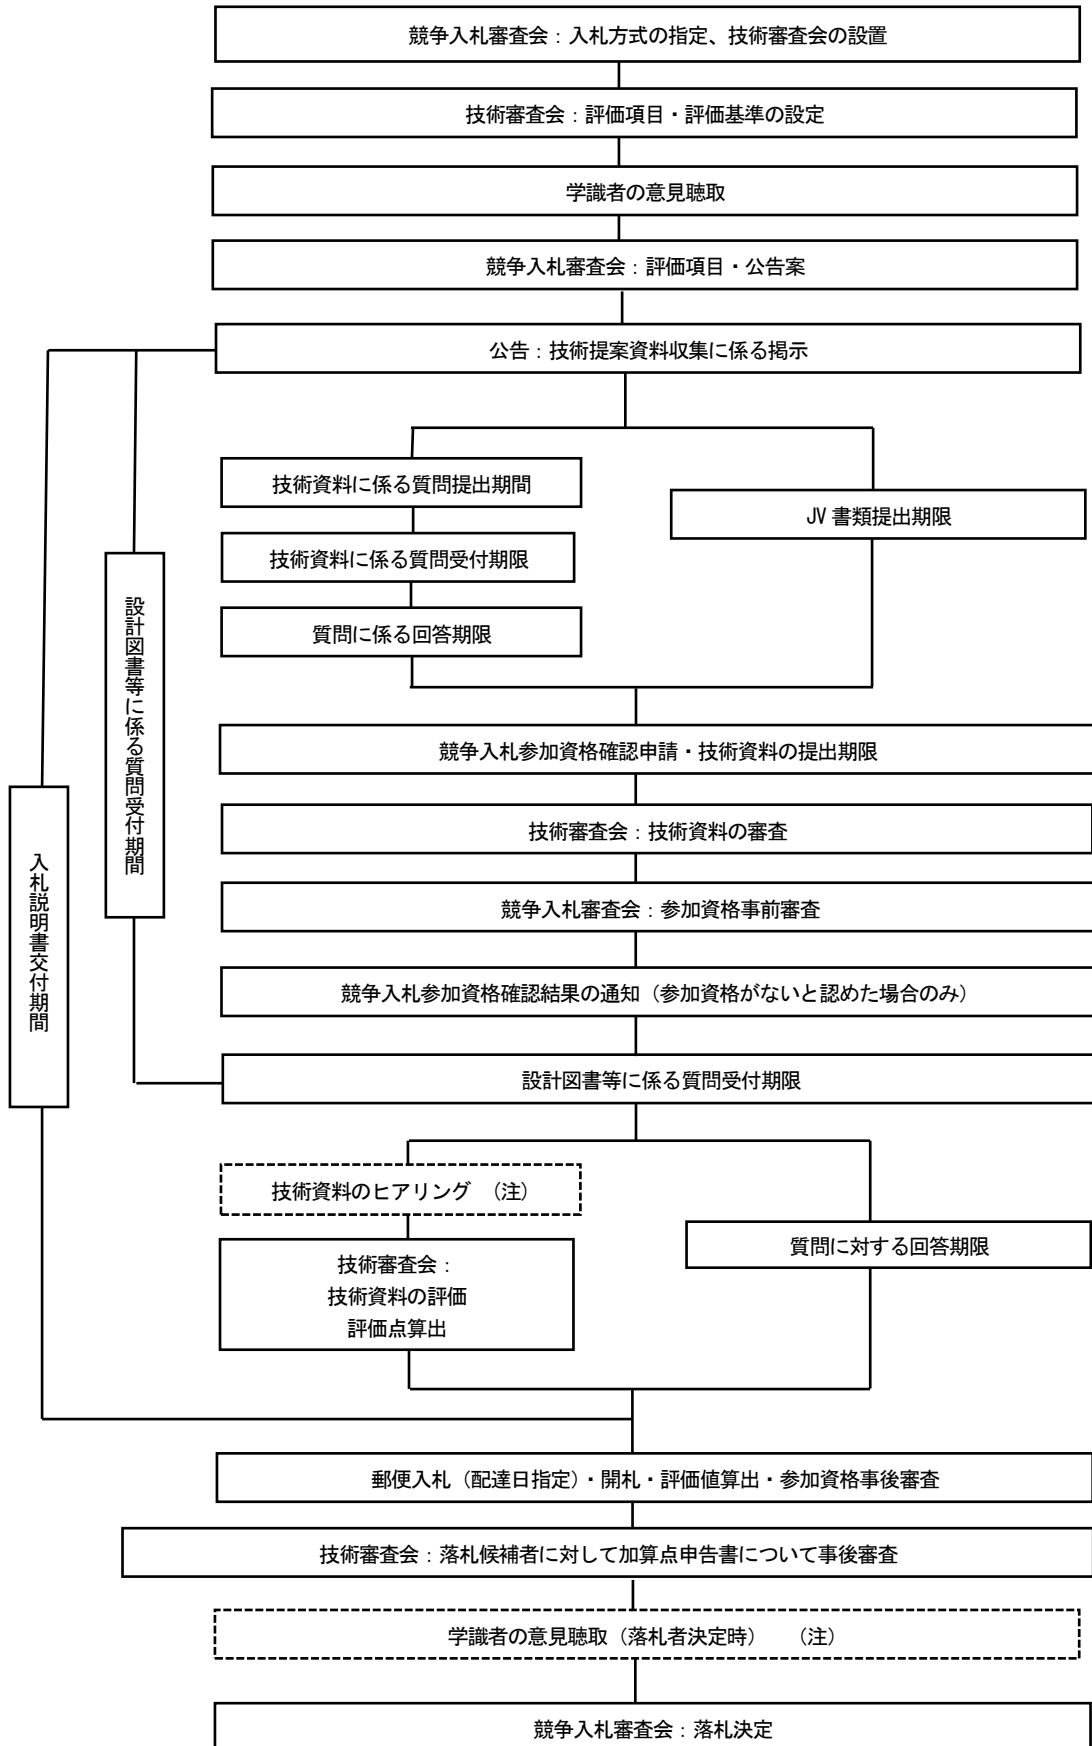 競争入札審査会：入札方式の指定、技術審査会の設置
技術審査会：評価項目・評価基準の設定
学識者の意見聴取
競争入札審査会：評価項目・公告案
公告：技術提案資料収集に係る掲示
技術資料に係る質問提出期間
JV 書類提出期限
技術資料に係る質問受付期限
質問に係る回答期限
設計図書等に係る質問受付期間
入札説明書交付期間
競争入札参加資格確認申請・技術資料の提出期限
技術審査会：技術資料の審査
競争入札審査会：参加資格事前審査
競争入札参加資格確認結果の通知（参加資格がないと認めた場合のみ）
設計図書等に係る質問受付期限
技術資料のヒアリング　（注）
質問に対する回答期限
技術審査会：
技術資料の評価
評価点算出
郵便入札（配達日指定）・開札・評価値算出・参加資格事後審査
技術審査会：落札候補者に対して加算点申告書について事後審査
学識者の意見聴取（落札者決定時）　　（注）
競争入札審査会：落札決定